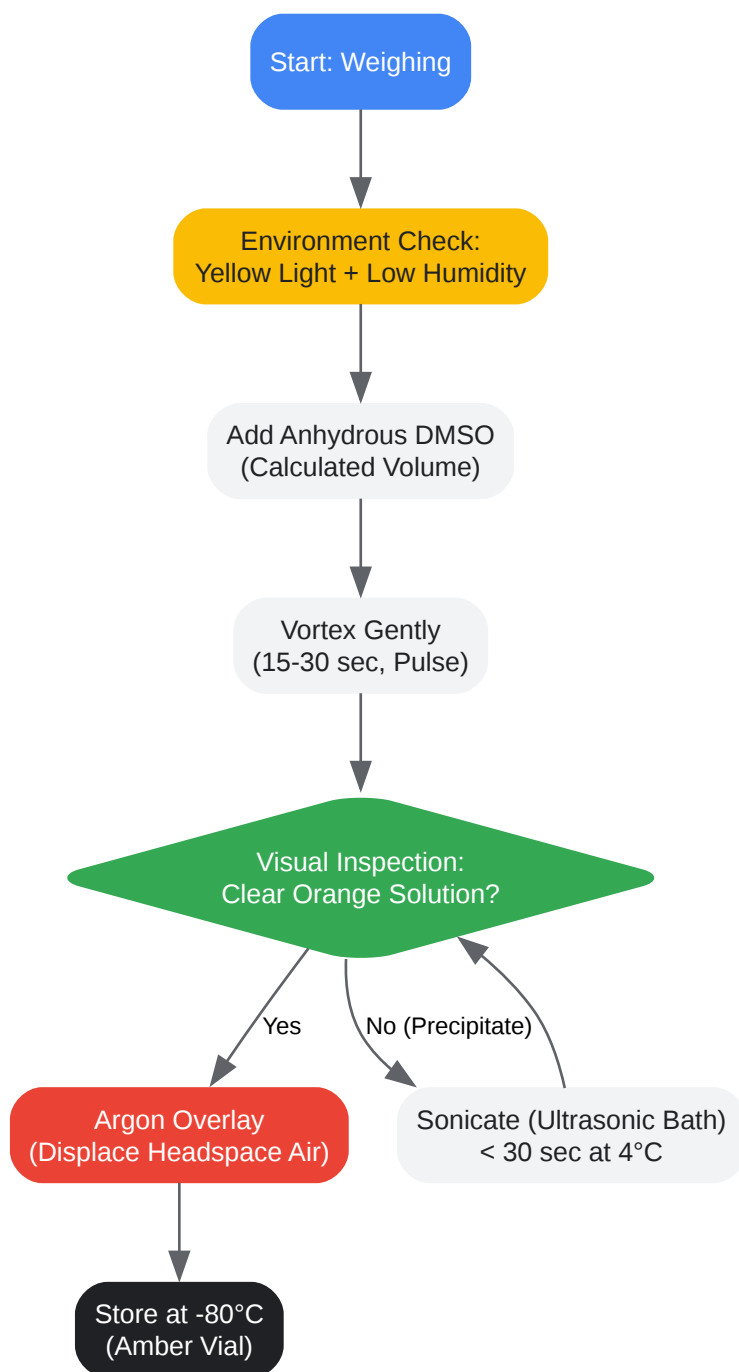 Start: Weighing
Environment Check:
Yellow Light + Low Humidity
Add Anhydrous DMSO
(Calculated Volume)
Vortex Gently
(15-30 sec, Pulse)
Visual Inspection:
Clear Orange Solution?
Yes
No (Precipitate)
Argon Overlay
(Displace Headspace Air)
Sonicate (Ultrasonic Bath)
< 30 sec at 4°C
Store at -80°C
(Amber Vial)